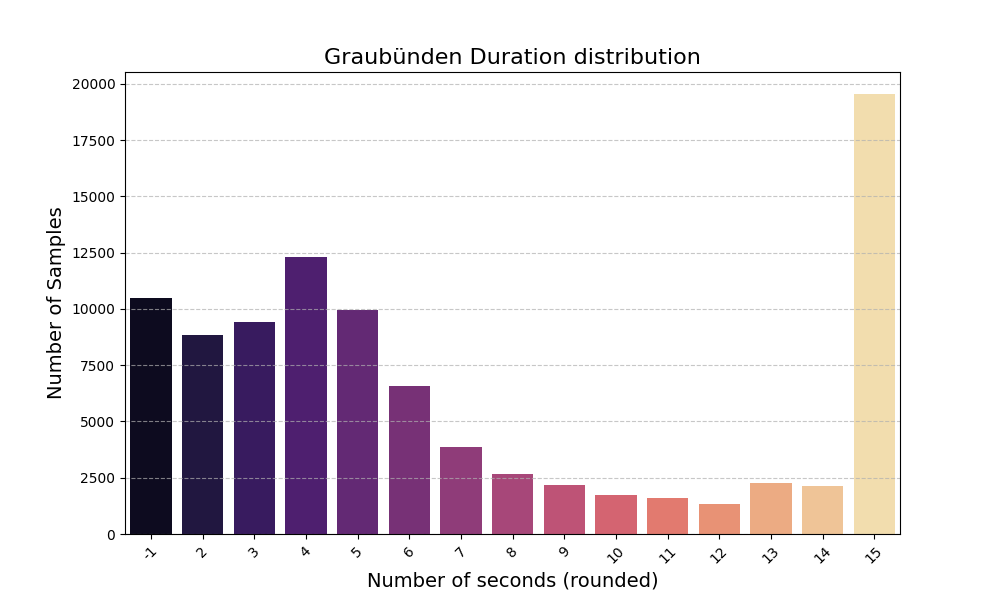 Graubünden Duration distribution
Number of Samples
20000
17500
15000
12500
10000
7500
5000
2500
0
-1 2 3 4 5 6 7 8 9 10 11 12 13 14 15
Number of seconds (rounded)